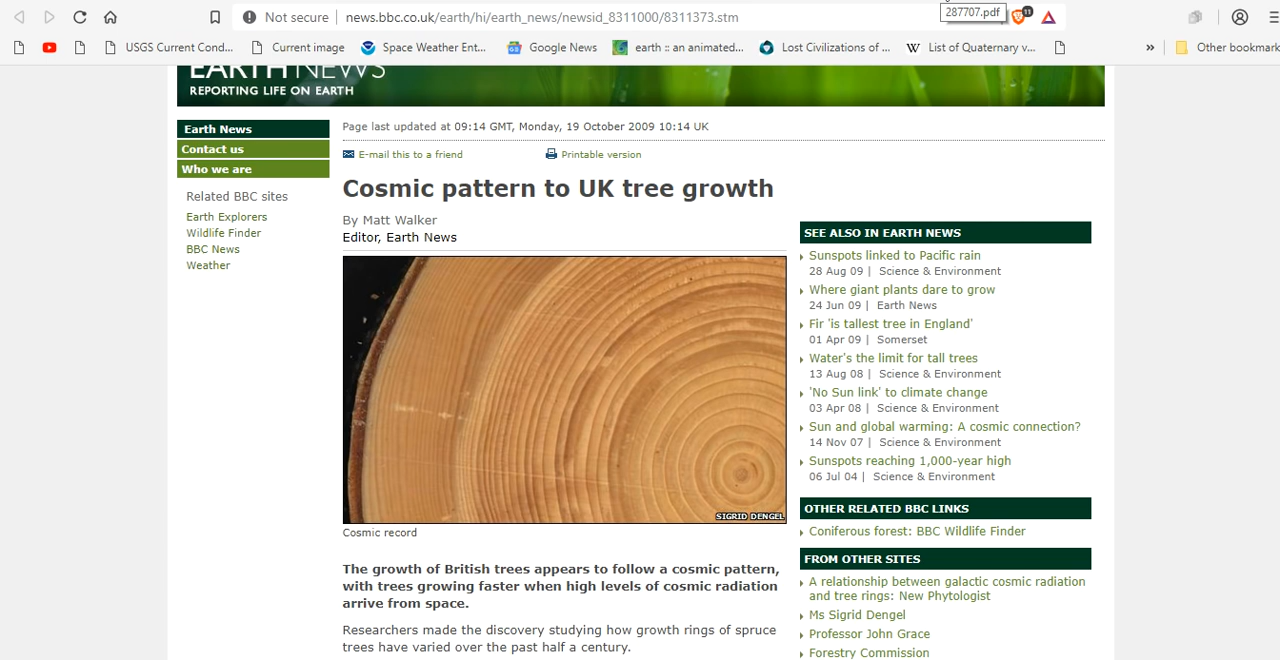 287707.pdf
Not secure
news.bbc.co.uk/earth/hi/earth_news/newsid_8311000/8311373.stm
11
USGS Current Cond...
Current image
Space Weather Ent...
Google News
earth :: an animated...
Lost Civilizations of ...
W List of Quaternary v...
»
Other bookmark
EARTH NEWS
REPORTING LIFE ON EARTH
Earth News
Contact us
Who we are
Related BBC sites
Earth Explorers
Wildlife Finder
BBC News
Weather
Page last updated at 09:14 GMT, Monday, 19 October 2009 10:14 UK
E-mail this to a friend
Printable version
Cosmic pattern to UK tree growth
By Matt Walker
Editor, Earth News
SIGRID DENGEL
Cosmic record
The growth of British trees appears to follow a cosmic pattern,
with trees growing faster when high levels of cosmic radiation
arrive from space.
Researchers made the discovery studying how growth rings of spruce
trees have varied over the past half a century.
SEE ALSO IN EARTH NEWS
Sunspots linked to Pacific rain
28 Aug 09 | Science & Environment
Where giant plants dare to grow
24 Jun 09 | Earth News
Fir 'is tallest tree in England'
01 Apr 09 | Somerset
Water's the limit for tall trees
13 Aug 08 | Science & Environment
'No Sun link' to climate change
03 Apr 08 | Science & Environment
Sun and global warming: A cosmic connection?
14 Nov 07 | Science & Environment
Sunspots reaching 1,000-year high
06 Jul 04 | Science & Environment
OTHER RELATED BBC LINKS
Coniferous forest: BBC Wildlife Finder
FROM OTHER SITES
A relationship between galactic cosmic radiation
and tree rings: New Phytologist
Ms Sigrid Dengel
Professor John Grace
Forestry Commission